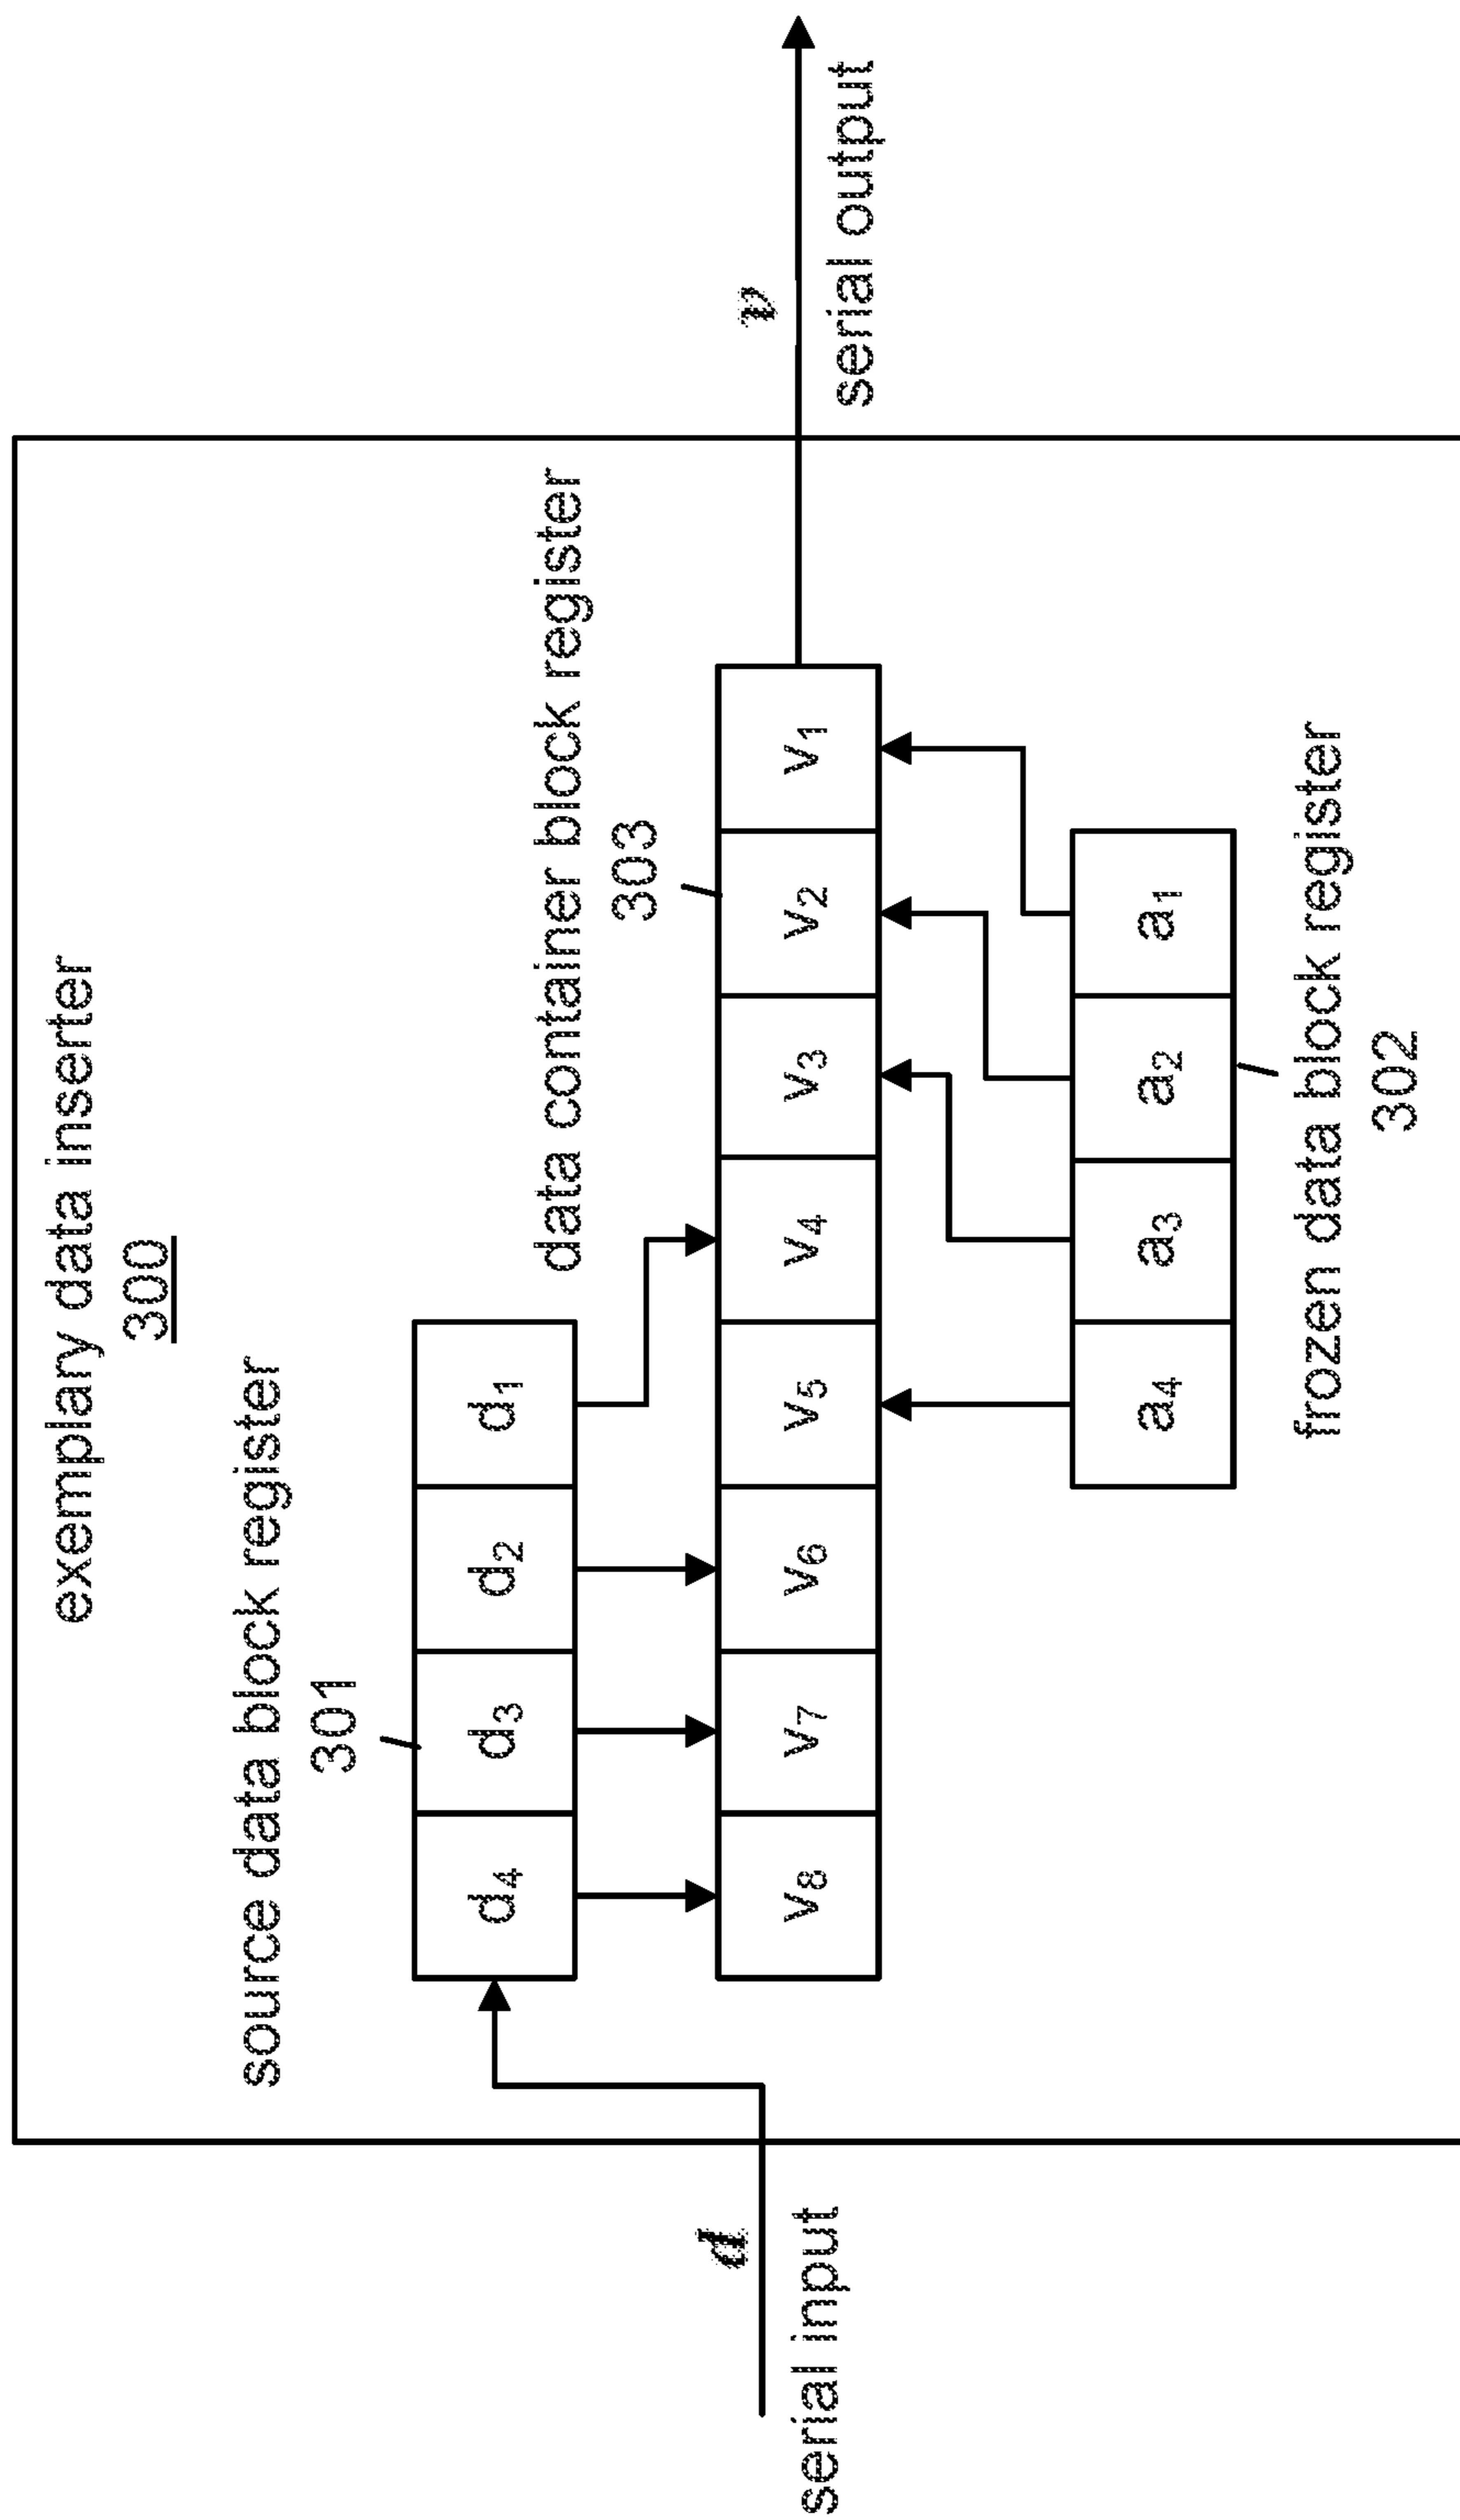 exemplary data inserter
300
source data block register
301
d4 d3 d2 d1
data container block register
303
v8 v7 v6 v5 v4 v3 v2 v1
a4 a3 a2 a1
frozen data block register
302
d
serial input
v
serial output